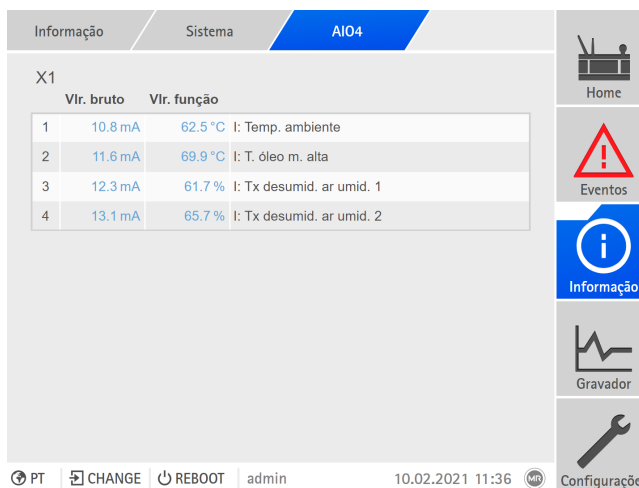 Informação Sistema AIO4
X1
Vlr. bruto Vlr. função
1 10.8 mA 62.5 °C I: Temp. ambiente
2 11.6 mA 69.9 °C I: T. óleo m. alta
3 12.3 mA 61.7 % I: Tx desumid. ar umid. 1
4 13.1 mA 65.7 % I: Tx desumid. ar umid. 2
Home
Eventos
Informação
Gravador
Configuraçõe
PT CHANGE REBOOT admin 10.02.2021 11:36 MR